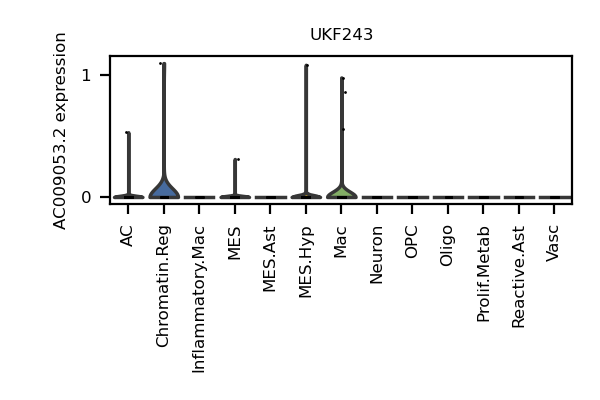 UKF243
AC009053.2 expression
1
0
AC
Chromatin.Reg
Inflammatory.Mac
MES
MES.Ast
MES.Hyp
Mac
Neuron
OPC
Oligo
Prolif.Metab
Reactive.Ast
Vasc